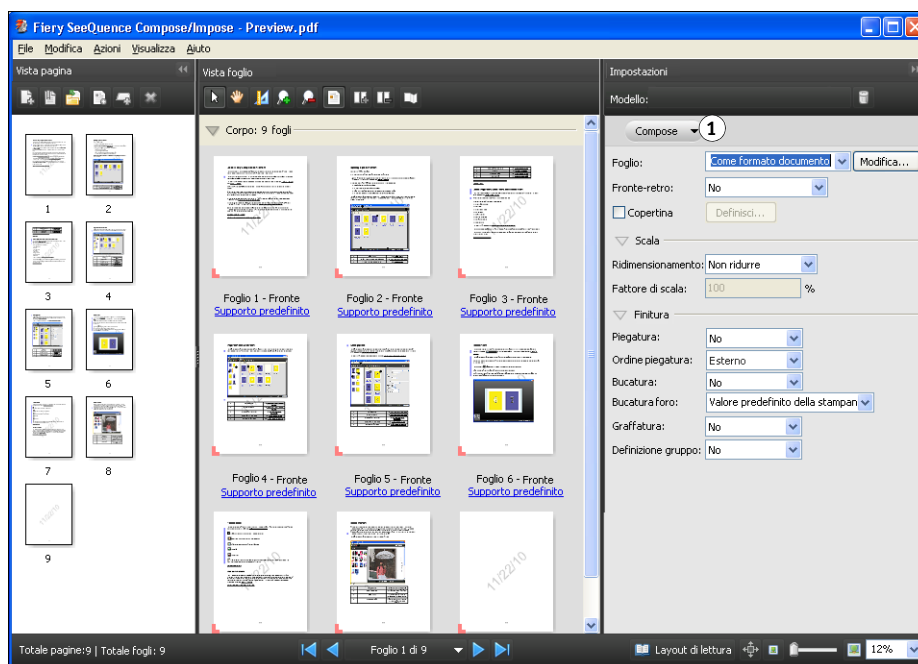 Fiery SeeQuence Compose/Impose - Preview.pdf
File Modifica Azioni Visualizza Aiuto
Vista pagina
1
2
3
4
5
6
7
8
9
Vista foglio
Corpo: 9 fogli
11/22/10
Foglio 1 - Fronte
Supporto predefinito
Foglio 2 - Fronte
Supporto predefinito
Foglio 3 - Fronte
Supporto predefinito
Foglio 4 - Fronte
Supporto predefinito
Foglio 5 - Fronte
Supporto predefinito
Foglio 6 - Fronte
Supporto predefinito
11/22/10
11/22/10
Impostazioni
Modello:
Compose
1
Foglio: Come formato documento Modifica...
Fronte-retro: No
Copertina Definisci...
Scala
Ridimensionamento: Non ridurre
Fattore di scala: 100 %
Finitura
Piegatura: No
Ordine piegatura: Esterno
Bucatura: No
Bucatura foro: Valore predefinito della stampan
Graffatura: No
Definizione gruppo: No
Totale pagine:9 | Totale fogli: 9
Foglio 1 di 9
Layout di lettura
12%